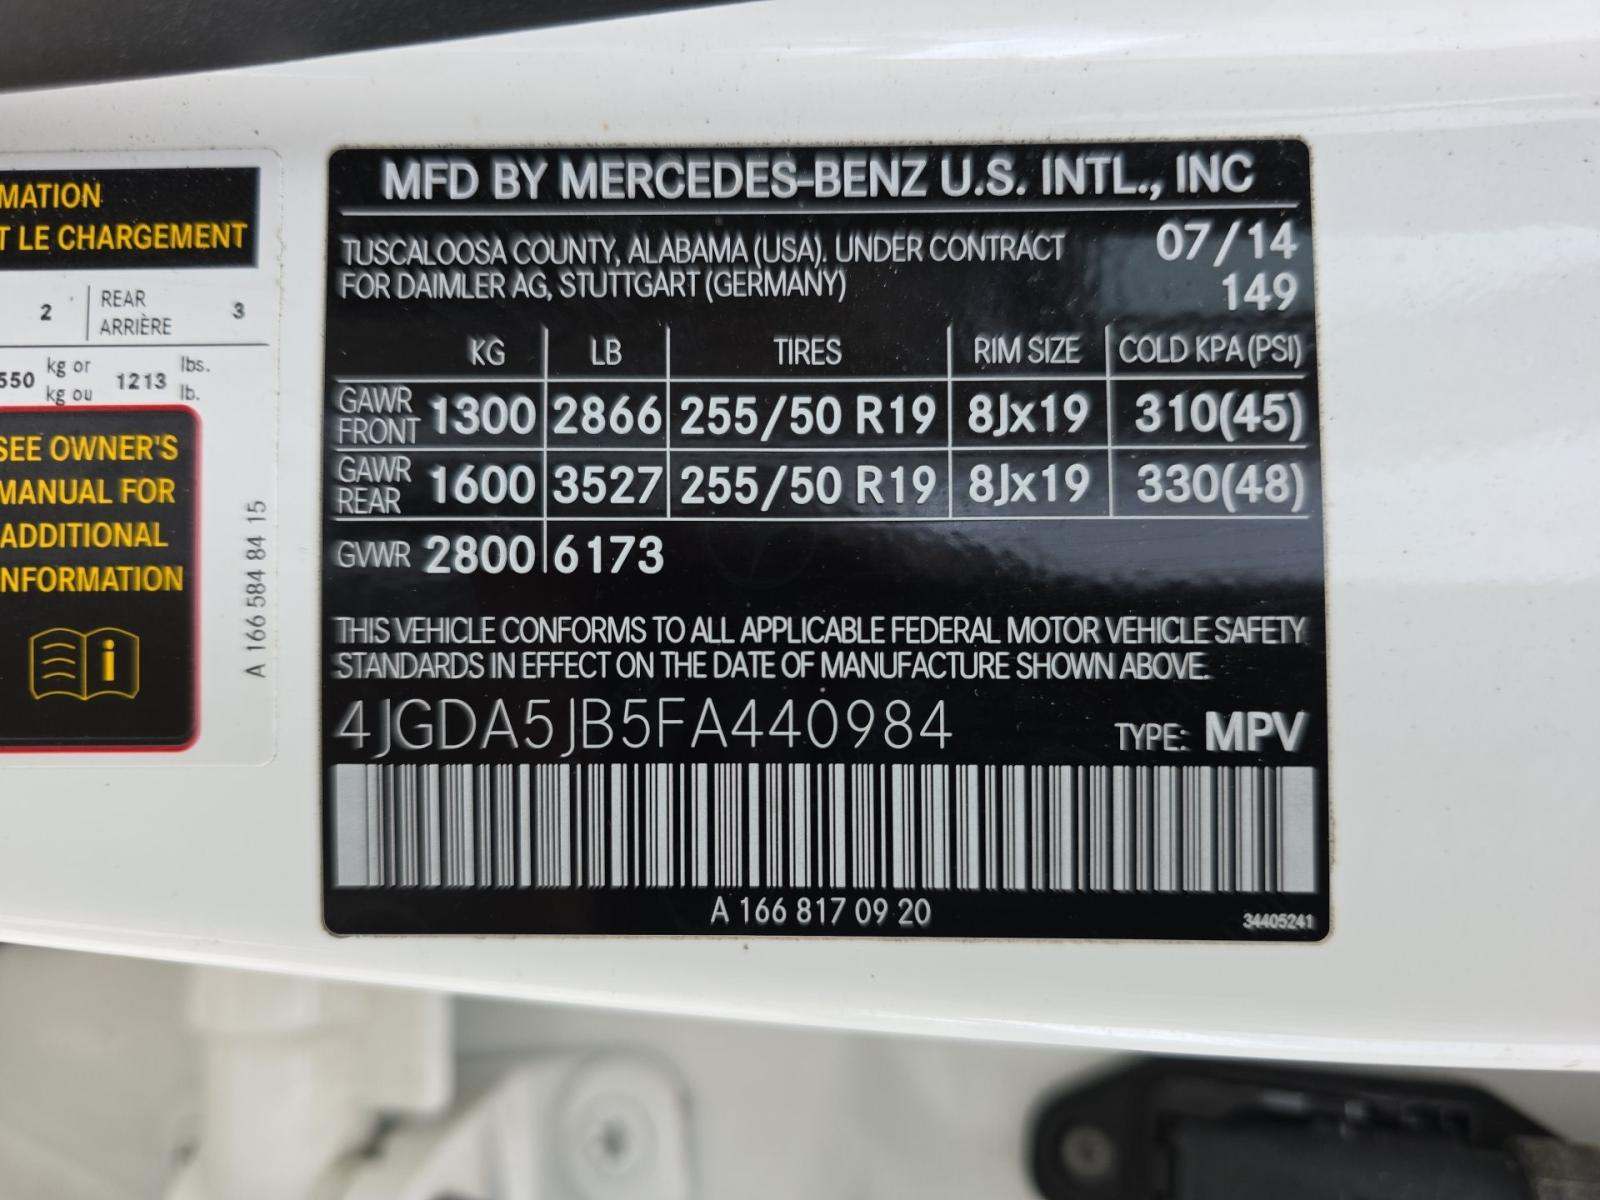 MATION
T LE CHARGEMENT
2 REAR 3
ARRIÈRE
550 kg or 1213 lbs.
kg ou lb.
SEE OWNER'S
MANUAL FOR
ADDITIONAL
INFORMATION
i
A 166 584 84 15
MFD BY MERCEDES-BENZ U.S. INTL., INC
TUSCALOOSA COUNTY, ALABAMA (USA). UNDER CONTRACT 07/14
FOR DAIMLER AG, STUTTGART (GERMANY) 149
KG LB TIRES RIM SIZE COLD KPA (PSI)
GAWR FRONT 1300 2866 255/50 R19 8Jx19 310(45)
GAWR REAR 1600 3527 255/50 R19 8Jx19 330(48)
GVWR 2800 6173
THIS VEHICLE CONFORMS TO ALL APPLICABLE FEDERAL MOTOR VEHICLE SAFETY
STANDARDS IN EFFECT ON THE DATE OF MANUFACTURE SHOWN ABOVE.
4JGDA5JB5FA440984 TYPE: MPV
A 166 817 09 20
34405241